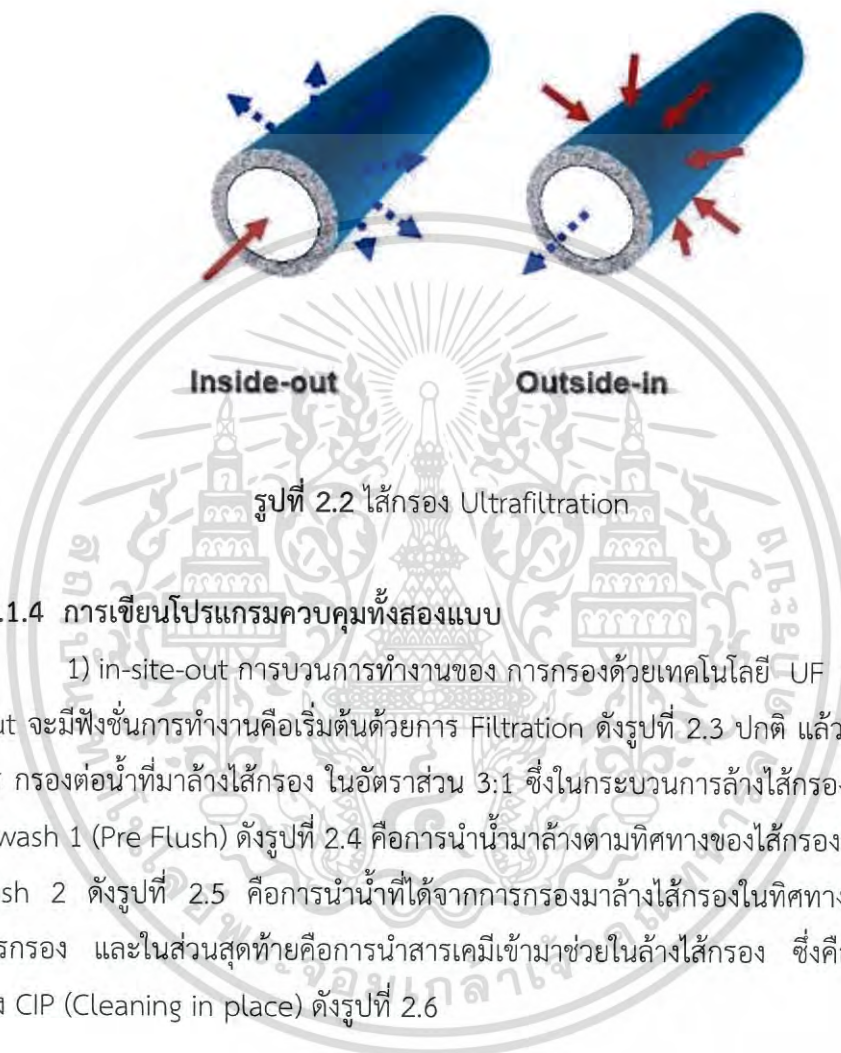 Inside-out Outside-in
รูปที่ 2.2 ไส้กรอง Ultrafiltration
.1.4 การเขียนโปรแกรมควบคุมทั้งสองแบบ
1) in-site-out การบวนการทำงานของ การกรองด้วยเทคโนโลยี UF
ut จะมีฟังชั่นการทำงานคือเริ่มต้นด้วยการ Filtration ดังรูปที่ 2.3 ปกติ แล้ว
ร กรองต่อน้ำที่มาล้างไส้กรอง ในอัตราส่วน 3:1 ซึ่งในกระบวนการล้างไส้กรอง
wash 1 (Pre Flush) ดังรูปที่ 2.4 คือการนำน้ำมาล้างตามทิศทางของไส้กรอง
sh 2 ดังรูปที่ 2.5 คือการนำน้ำที่ได้จากการกรองมาล้างไส้กรองในทิศทาง
รกรอง และในส่วนสุดท้ายคือการนำสารเคมีเข้ามาช่วยในล้างไส้กรอง ซึ่งคื
ง CIP (Cleaning in place) ดังรูปที่ 2.6